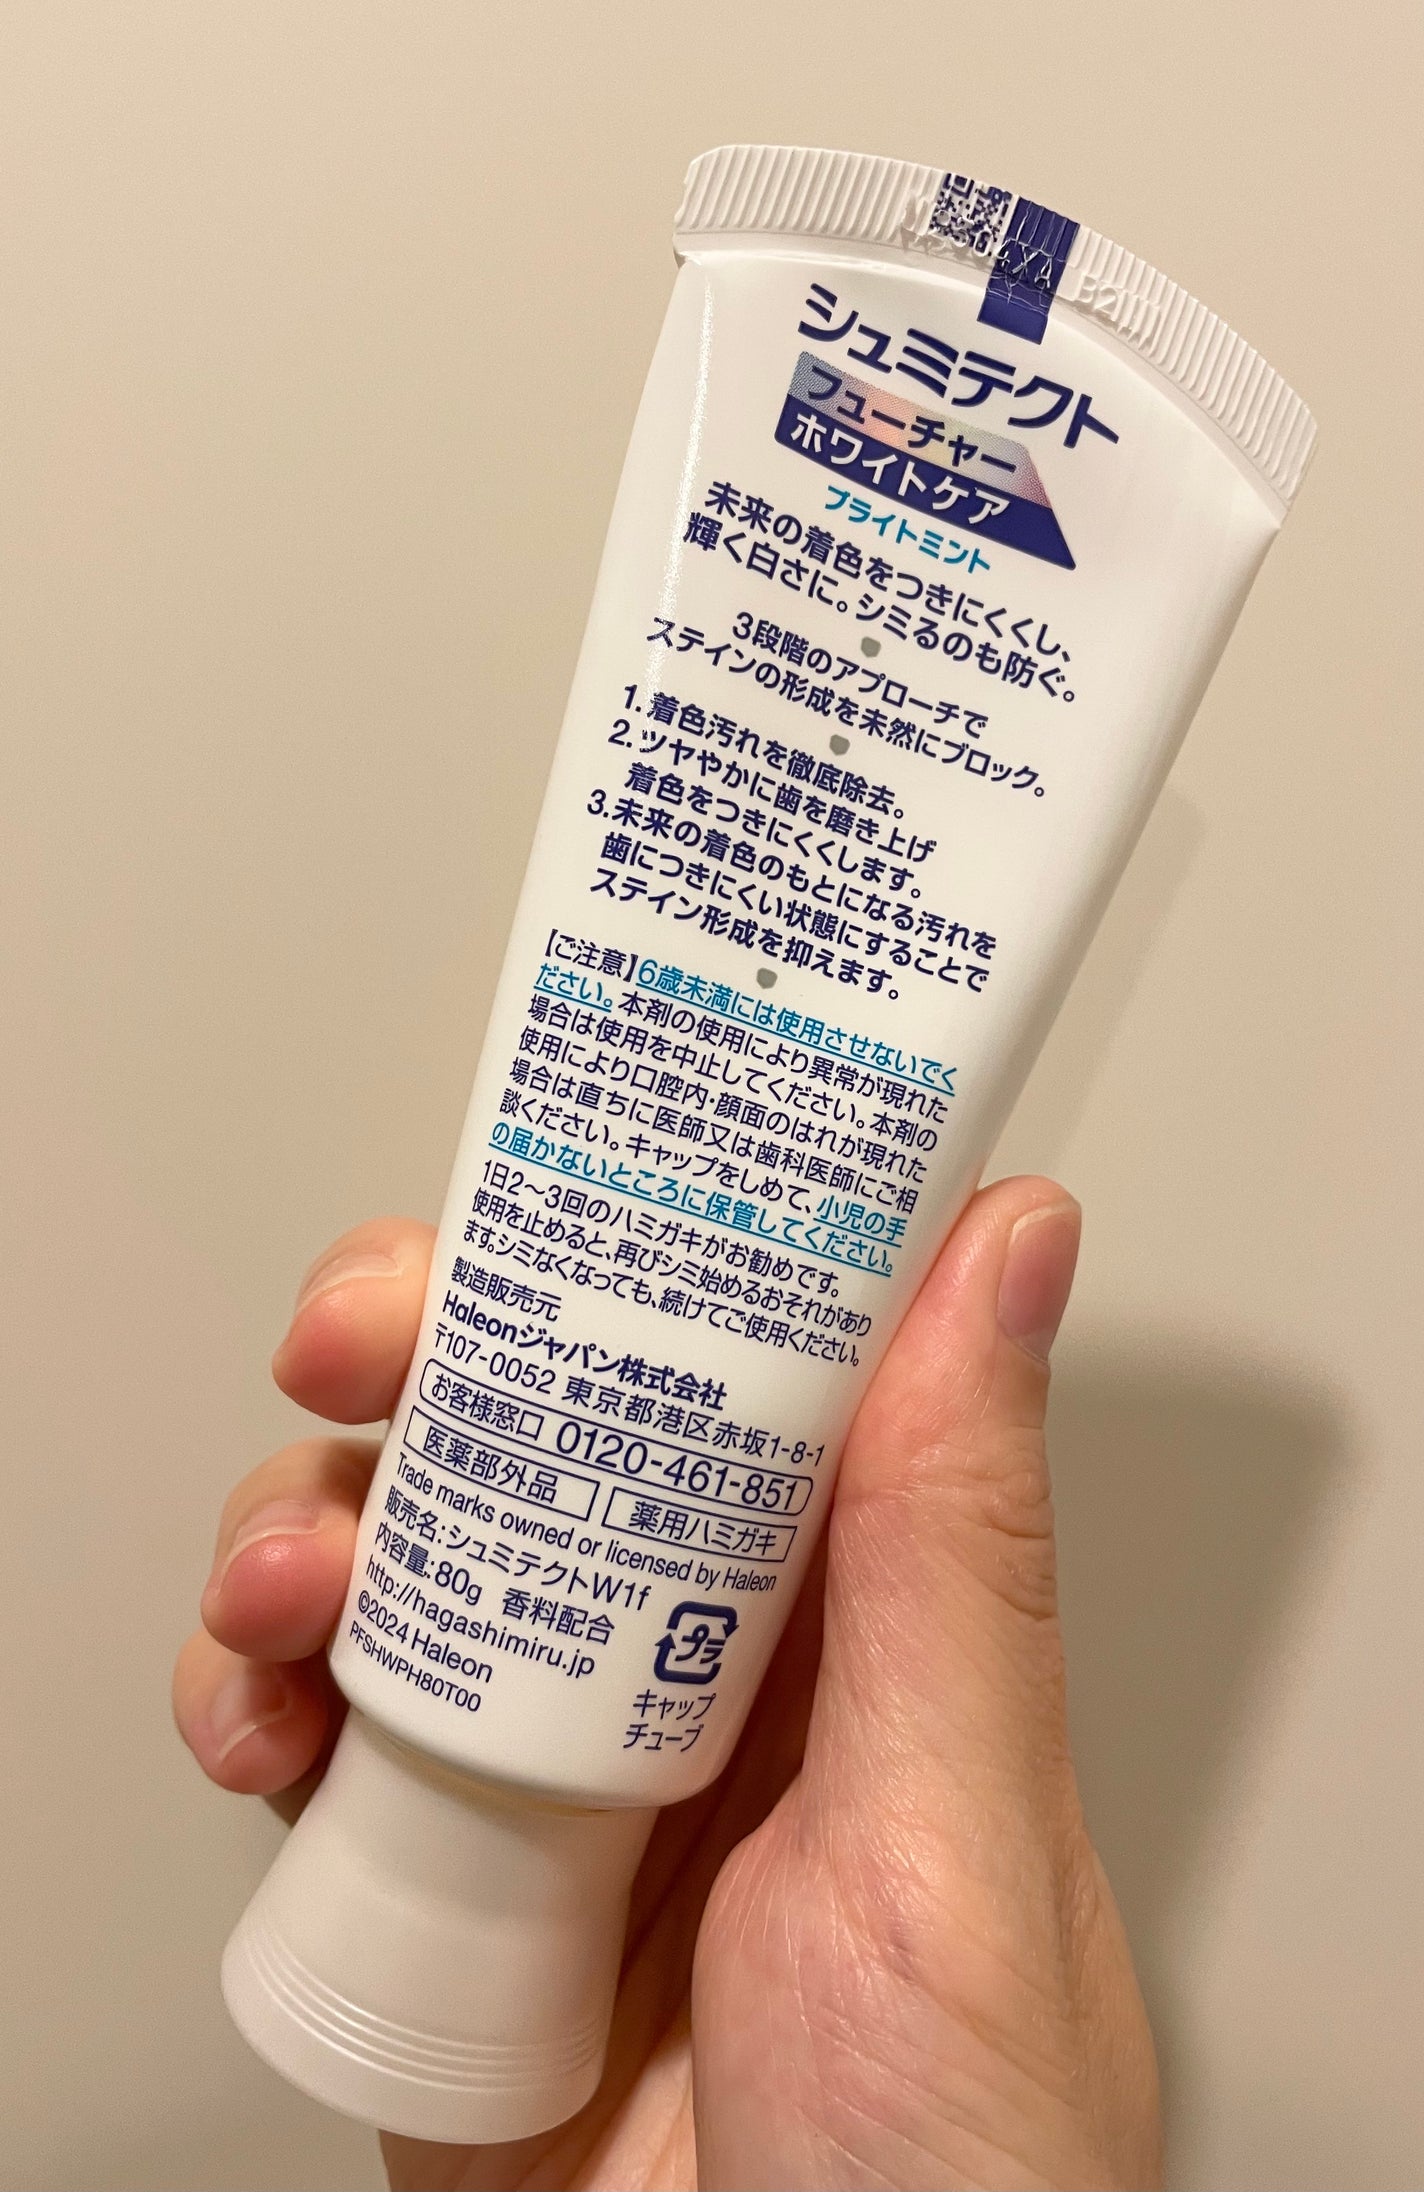 シュミテクト
フューチャー
ホワイトケア
ブライトミント
未来の着色をつきにくくし、
輝く白さに。シミるのも防ぐ。
3段階のアプローチで
ステインの形成を未然にブロック。
1.着色汚れを徹底除去。
2.ツヤやかに歯を磨き上げ
着色をつきにくくします。
3.未来の着色のもとになる汚れを
歯につきにくい状態にすることで
ステイン形成を抑えます。
【ご注意】6歳未満には使用させないでく
ださい。本剤の使用により異常が現れた
場合は使用を中止してください。本剤の
使用により口腔内・顔面のはれが現れた
場合は直ちに医師又は歯科医師にご相
談ください。キャップをしめて、小児の手
の届かないところに保管してください。
1日2〜3回のハミガキがお勧めです。
使用を止めると、再びシミ始めるおそれがあり
ます。シミなくなっても、続けてご使用ください。
製造販売元
Haleonジャパン株式会社
〒107-0052 東京都港区赤坂1-8-1
お客様窓口 0120-461-851
医薬部外品 薬用ハミガキ
Trade marks owned or licensed by Haleon
販売名:シュミテクトW1f
内容量:80g 香料配合
http://hagashimiru.jp
©2024 Haleon
PFSHWPH80T00
プラ
キャップ
チューブ